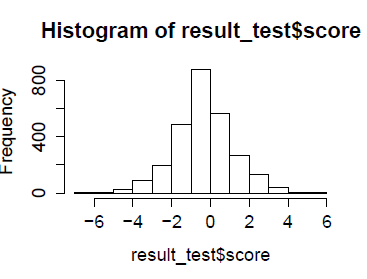 Histogram of result_test$score
Frequency
800
400
0
−6 −4 −2 0 2 4 6
result_test$score